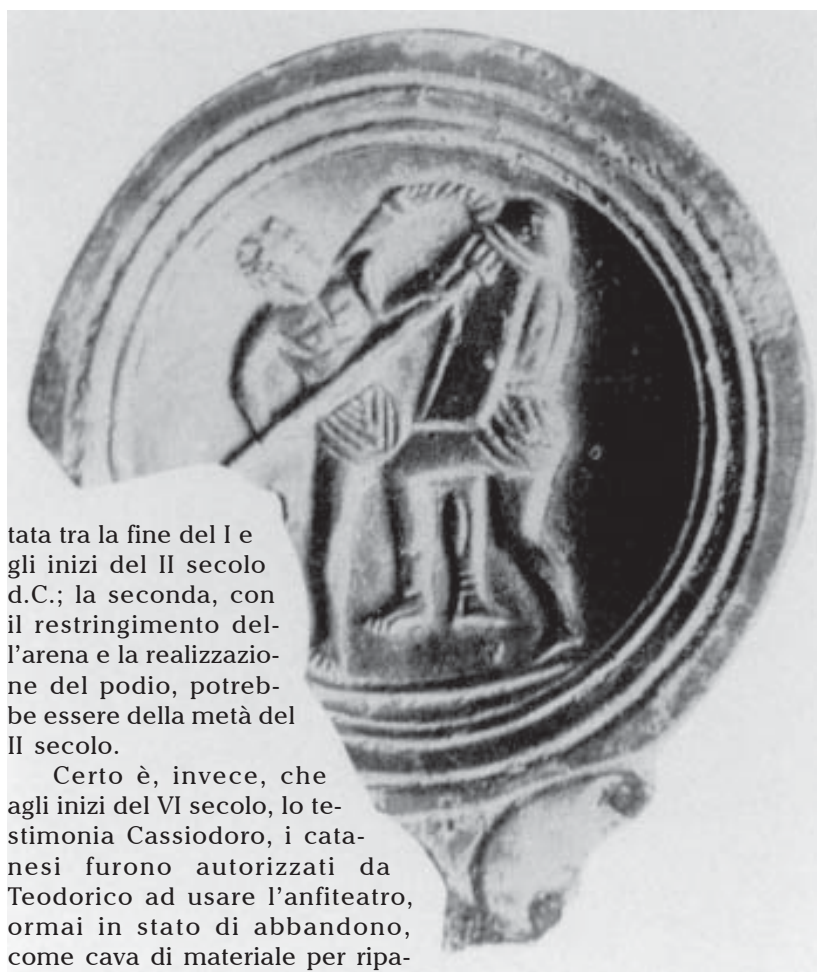 tata tra la fine del I e
gli inizi del II secolo
d.C.; la seconda, con
il restringimento del-
l'arena e la realizzazio-
ne del podio, potreb-
be essere della metà del
II secolo.
Certo è, invece, che
agli inizi del VI secolo, lo te-
stimonia Cassiodoro, i cata-
nesi furono autorizzati da
Teodorico ad usare l'anfiteatro,
ormai in stato di abbandono,
come cava di materiale per ripa-